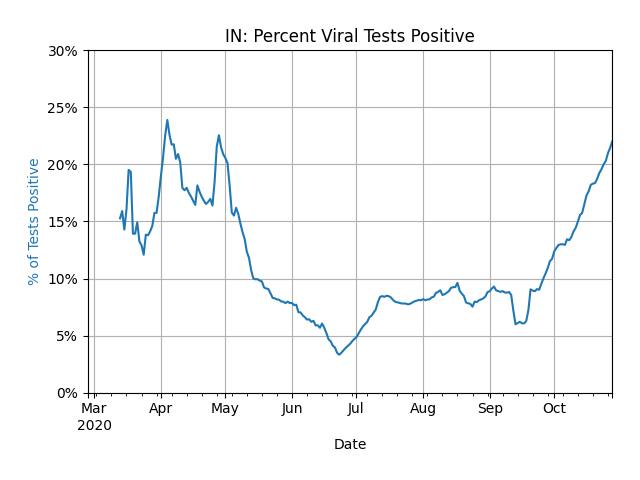 IN: Percent Viral Tests Positive
30%
25%
20%
15%
10%
5%
0%
% of Tests Positive
Mar Apr May Jun Jul Aug Sep Oct
2020
Date